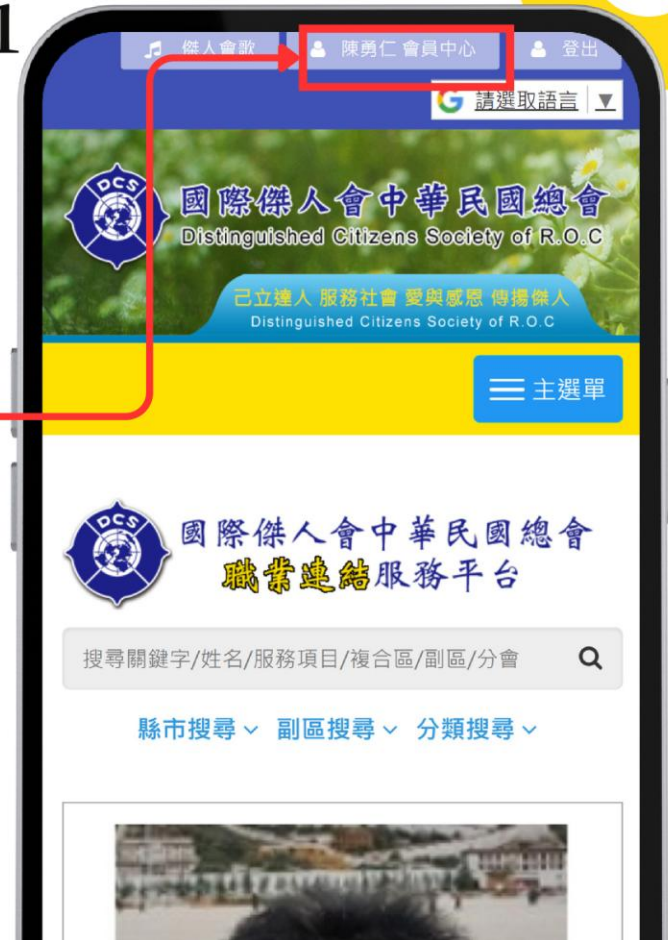 1
傑人會歌
陳勇仁 會員中心
登出
請選取語言 ▼
DCS
國際傑人會中華民國總會
Distinguished Citizens Society of R.O.C
己立達人 服務社會 愛與感恩 傳揚傑人
Distinguished Citizens Society of R.O.C
主選單
DCS
國際傑人會中華民國總會
職業連結服務平台
搜尋關鍵字/姓名/服務項目/複合區/副區/分會
縣市搜尋 副區搜尋 分類搜尋